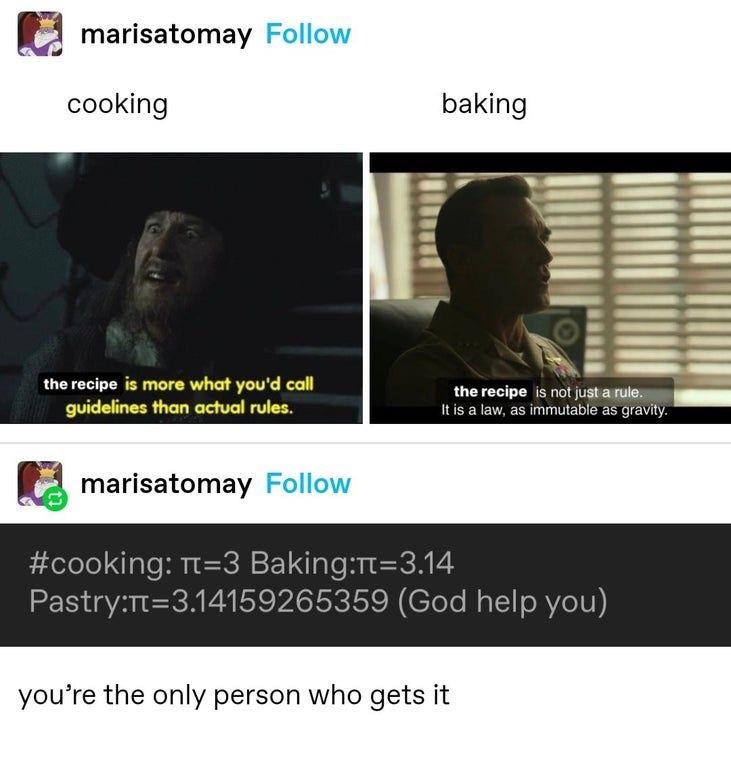 marisatomay Follow
cooking baking
the recipe is more what you'd call
guidelines than actual rules.
the recipe is not just a rule.
It is a law, as immutable as gravity.
marisatomay Follow
#cooking: π=3 Baking:π=3.14
Pastry:π=3.14159265359 (God help you)
you're the only person who gets it